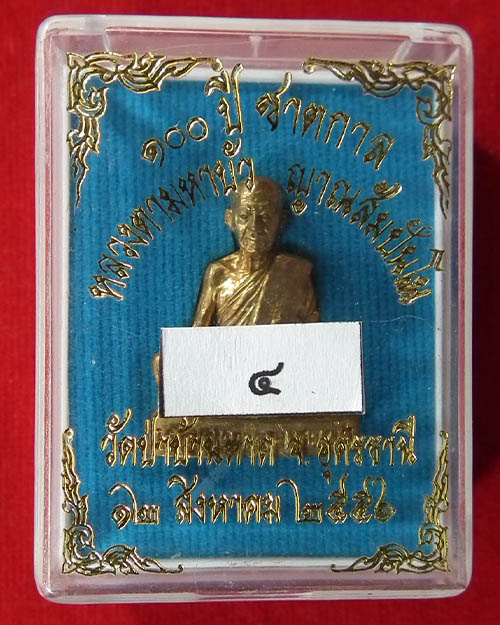 ๑๐๐ ปี ชาตกาล
หลวงตามหาบัว ญาณสัมปันโน
๔
วัดป่าบ้านตาด จ.อุดรธานี
๑๒ สิงหาคม ๒๕๕๖